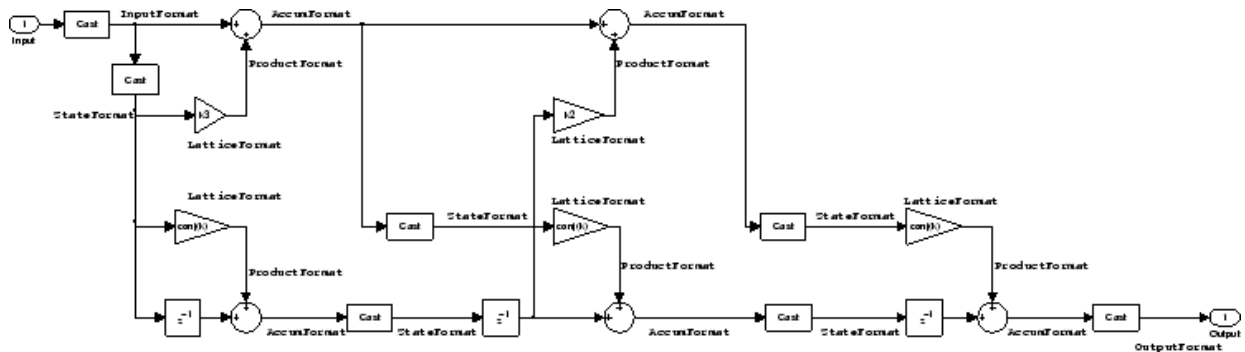 InputFormat AccumFormat AccumFormat
1 Cast + + + +
Input
Cast ProductFormat ProductFormat
StateFormat k3 k2
LatticeFormat LatticeFormat
LatticeFormat LatticeFormat LatticeFormat
conj(k) Cast StateFormat conj(k) Cast StateFormat conj(k)
ProductFormat ProductFormat ProductFormat
z⁻¹ + + Cast z⁻¹ + + Cast z⁻¹ + + Cast 1
AccumFormat StateFormat AccumFormat StateFormat AccumFormat Output
OutputFormat